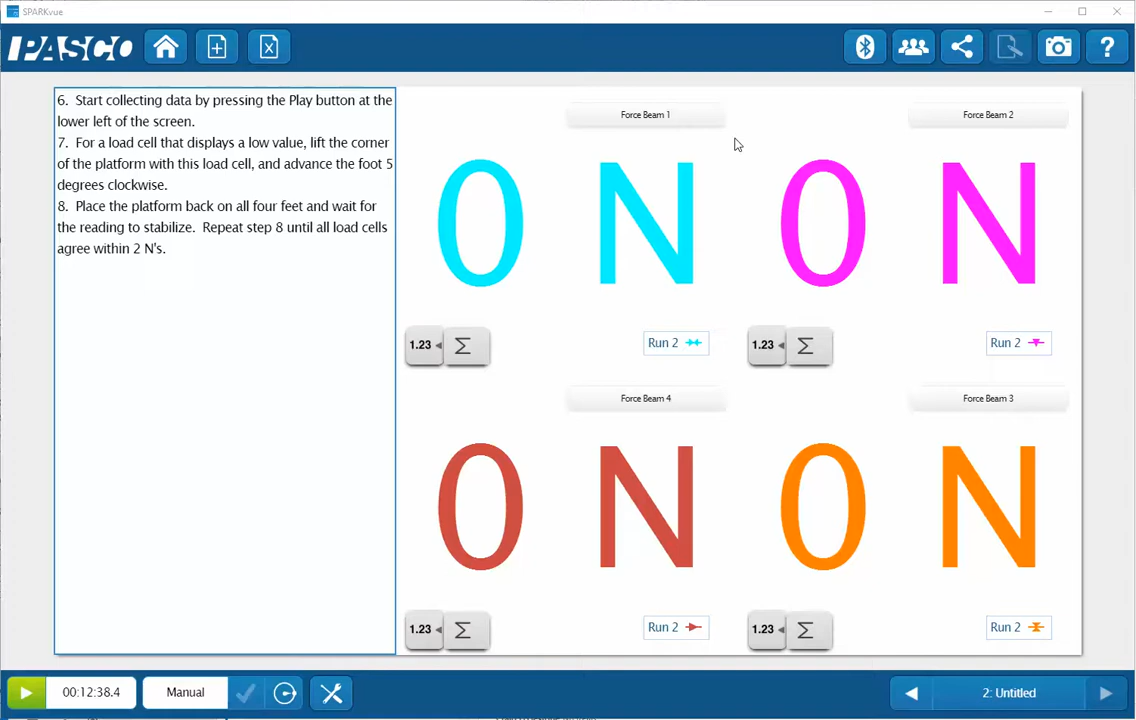 SPARKvue
PASCO
6. Start collecting data by pressing the Play button at the
lower left of the screen.
7. For a load cell that displays a low value, lift the corner
of the platform with this load cell, and advance the foot 5
degrees clockwise.
8. Place the platform back on all four feet and wait for
the reading to stabilize. Repeat step 8 until all load cells
agree within 2 N's.
Force Beam 1
0 N
1.23 Σ
Run 2
Force Beam 2
0 N
1.23 Σ
Run 2
Force Beam 4
0 N
1.23 Σ
Run 2
Force Beam 3
0 N
1.23 Σ
Run 2
00:12:38.4
Manual
2: Untitled